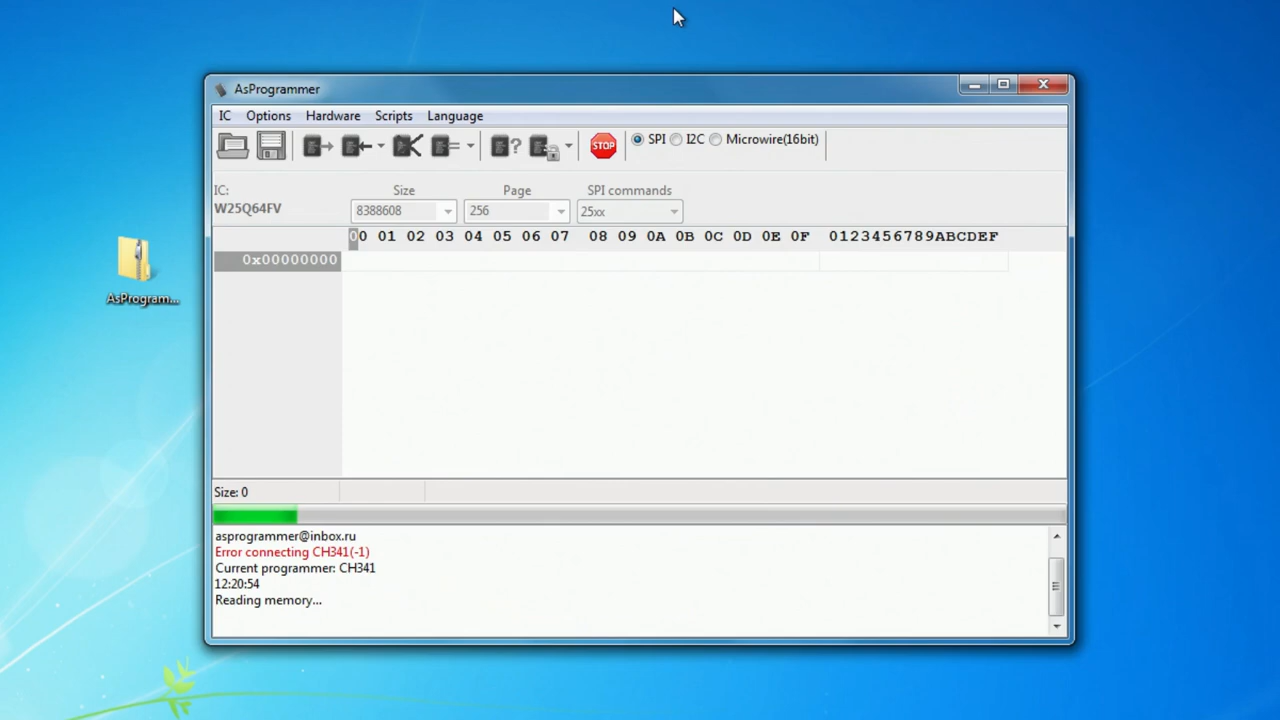 AsProgrammer
IC Options Hardware Scripts Language
STOP SPI I2C Microwire(16bit)
IC: Size Page SPI commands
W25Q64FV 8388608 256 25xx
00 01 02 03 04 05 06 07 08 09 0A 0B 0C 0D 0E 0F 0123456789ABCDEF
0x00000000
AsProgram...
Size: 0
asprogrammer@inbox.ru
Error connecting CH341(-1)
Current programmer: CH341
12:20:54
Reading memory...